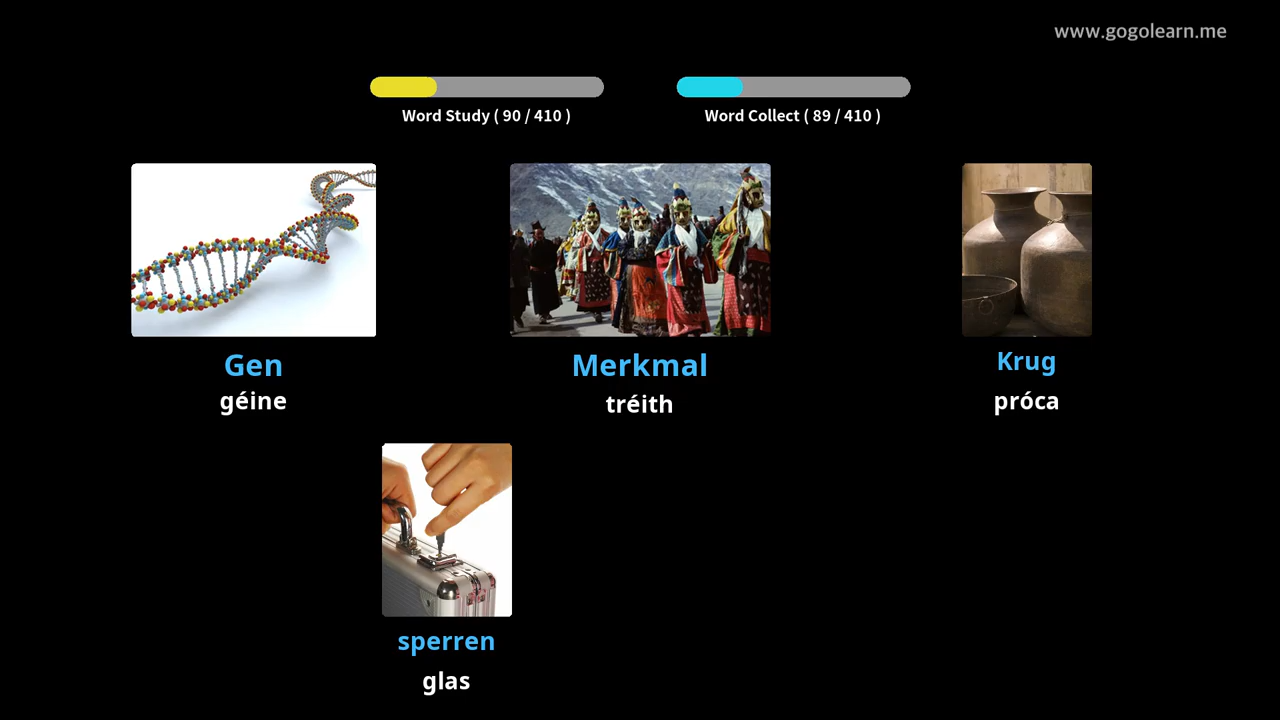 www.gogolearn.me
Word Study ( 90 / 410 )
Word Collect ( 89 / 410 )
Gen
géine
Merkmal
tréith
Krug
próca
sperren
glas